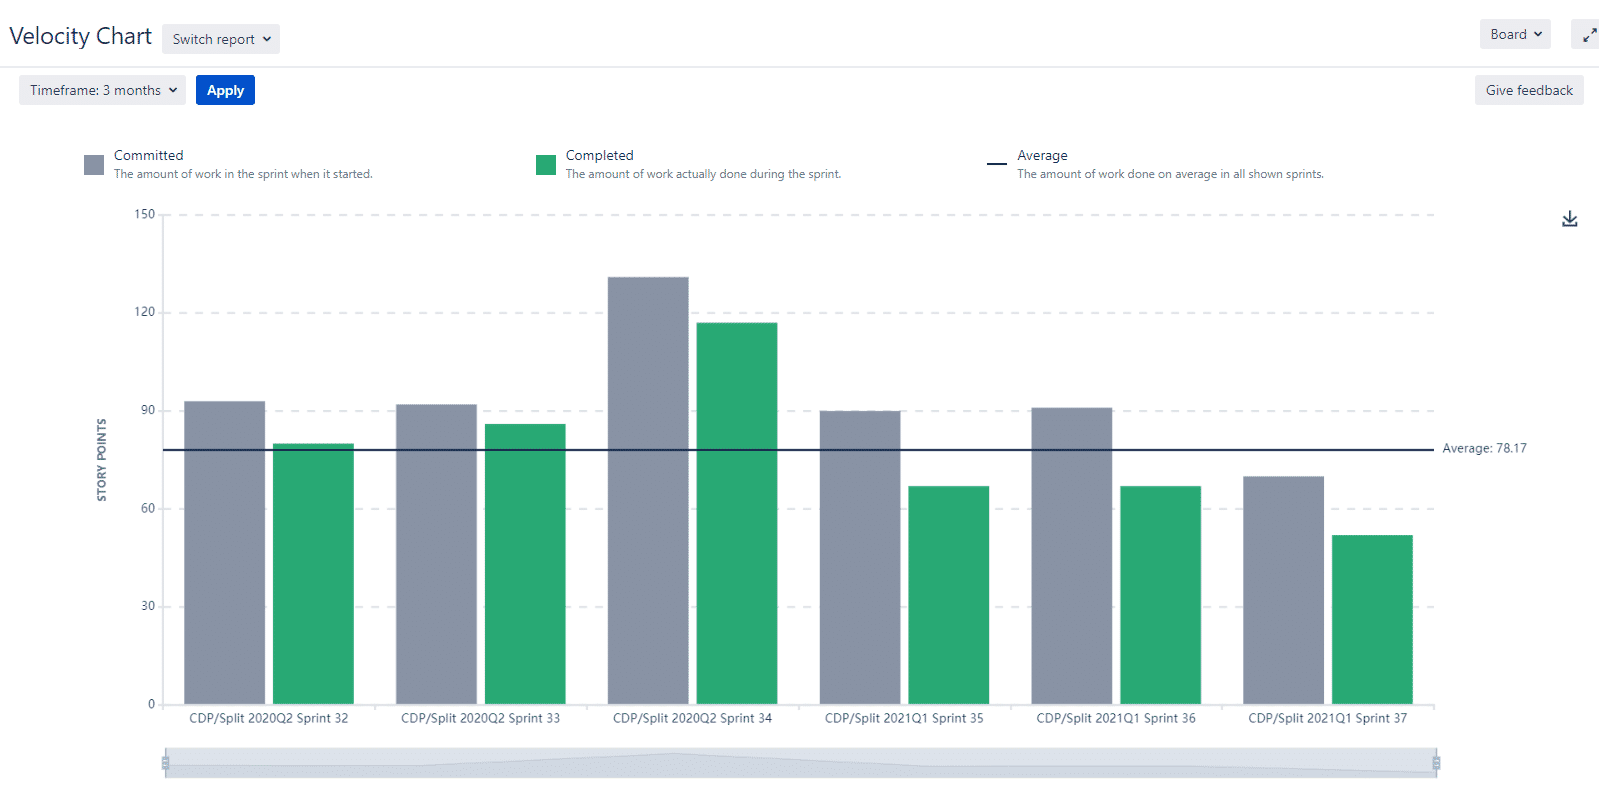 Velocity Chart
Switch report
Board
Timeframe: 3 months
Apply
Give feedback
Committed
The amount of work in the sprint when it started.
Completed
The amount of work actually done during the sprint.
Average
The amount of work done on average in all shown sprints.
150
120
90
60
30
0
STORY POINTS
Average: 78.17
CDP/Split 2020Q2 Sprint 32
CDP/Split 2020Q2 Sprint 33
CDP/Split 2020Q2 Sprint 34
CDP/Split 2021Q1 Sprint 35
CDP/Split 2021Q1 Sprint 36
CDP/Split 2021Q1 Sprint 37